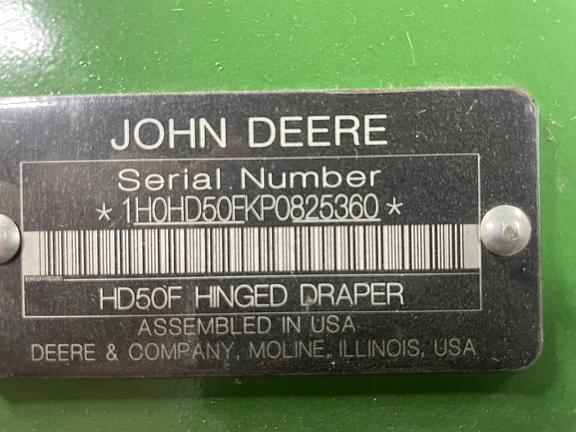 JOHN DEERE
Serial Number
*1H0HD50FKP0825360*
HD50F HINGED DRAPER
ASSEMBLED IN USA
DEERE & COMPANY, MOLINE, ILLINOIS, USA